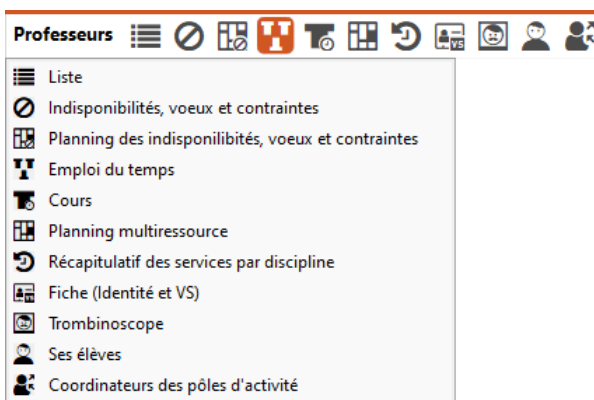 Professeurs
Liste
Indisponibilités, voeux et contraintes
Planning des indisponilibités, voeux et contraintes
Emploi du temps
Cours
Planning multiressource
Récapitulatif des services par discipline
Fiche (Identité et VS)
Trombinoscope
Ses élèves
Coordinateurs des pôles d'activité